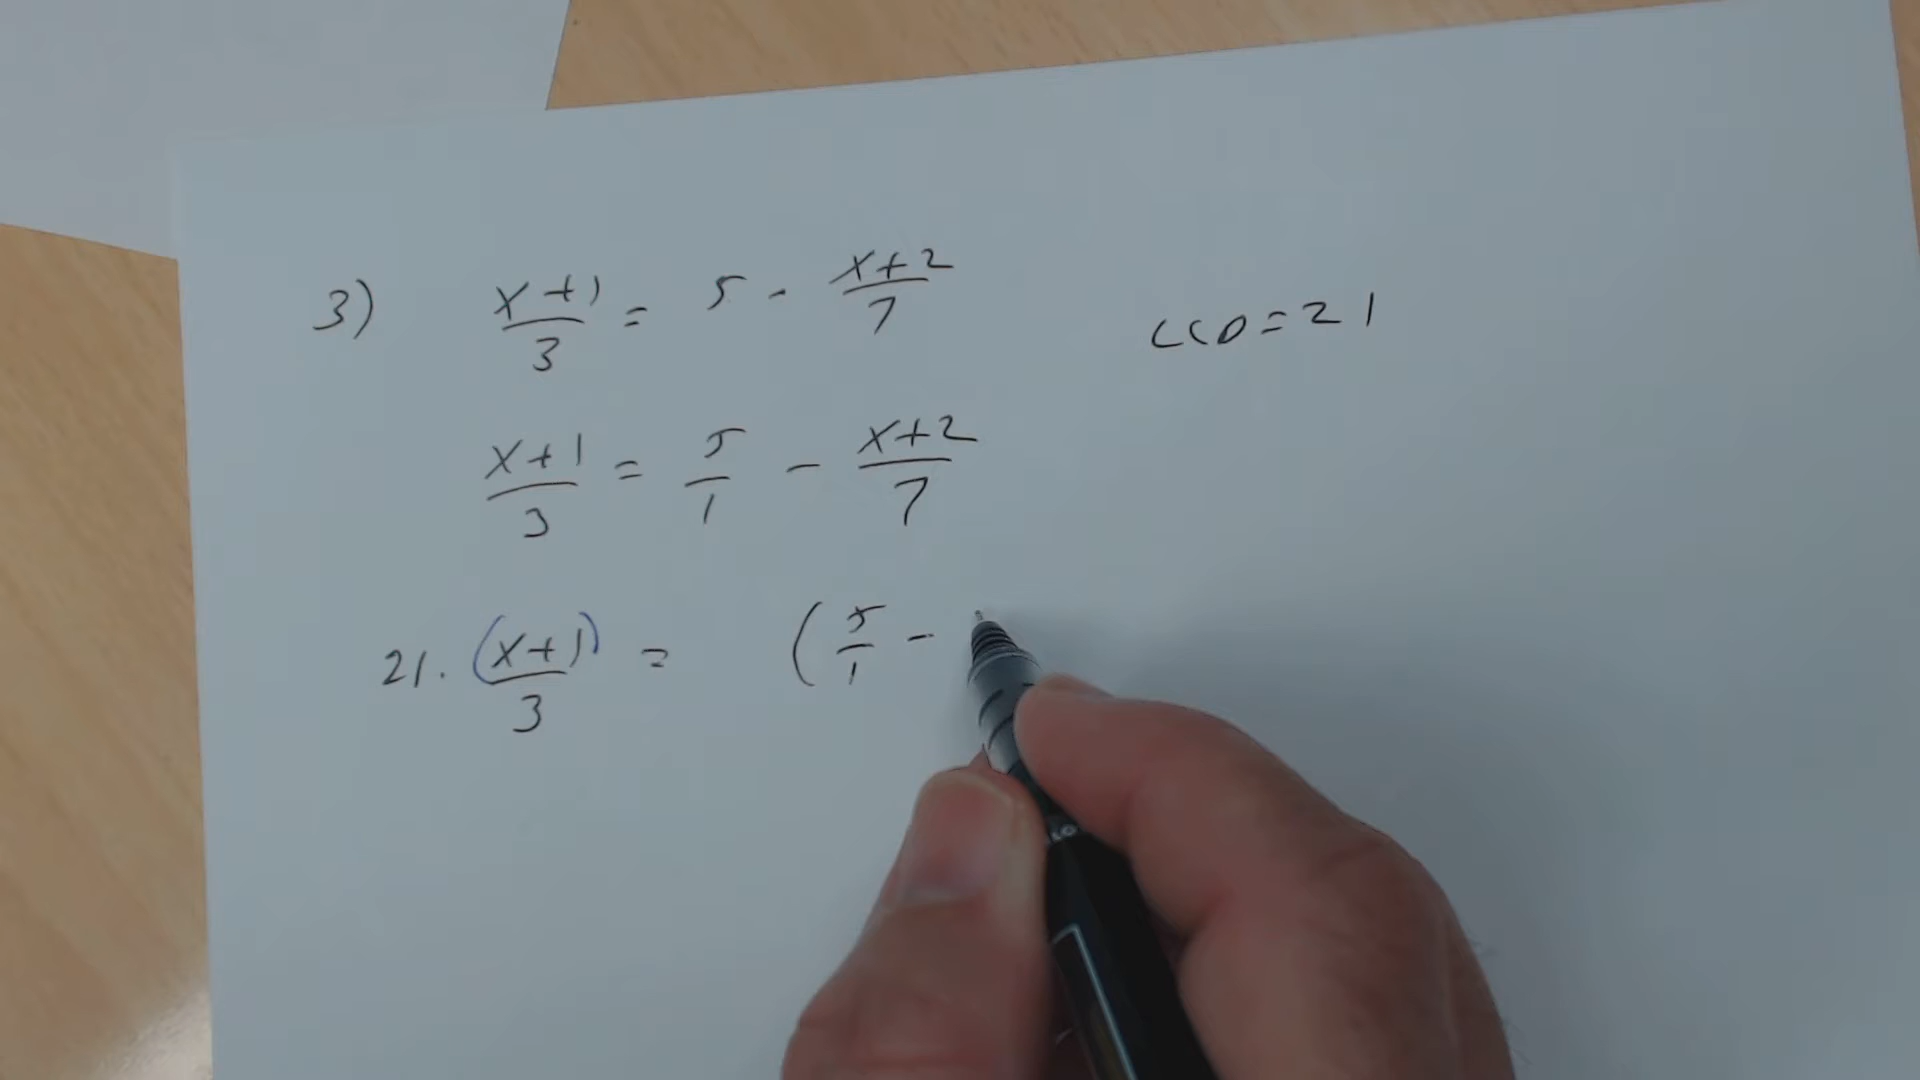 3) (x+1)/3 = 5 - (x+2)/7 LCD = 21
(x+1)/3 = 5/1 - (x+2)/7
21 . (x+1)/3 = (5/1 -